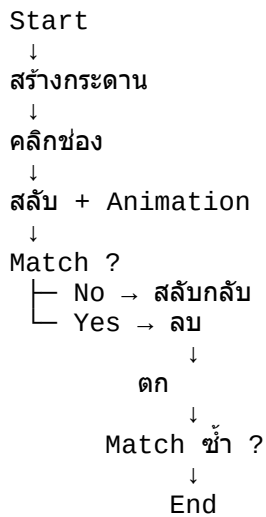 Start
↓
สร้างกระดาน
↓
คลิกช่อง
↓
สลับ + Animation
↓
Match ?
├─ No → สลับกลับ
└─ Yes → ลบ
↓
ตก
↓
Match ซ้ำ ?
↓
End